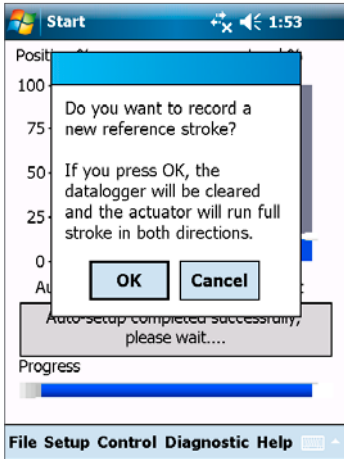 Start 1:53
Positi
100
Do you want to record a
new reference stroke?
75
50
If you press OK, the
datalogger will be cleared
and the actuator will run full
stroke in both directions.
25
0
OK Cancel
Au
Auto-setup completed successfully,
please wait....
Progress
File Setup Control Diagnostic Help